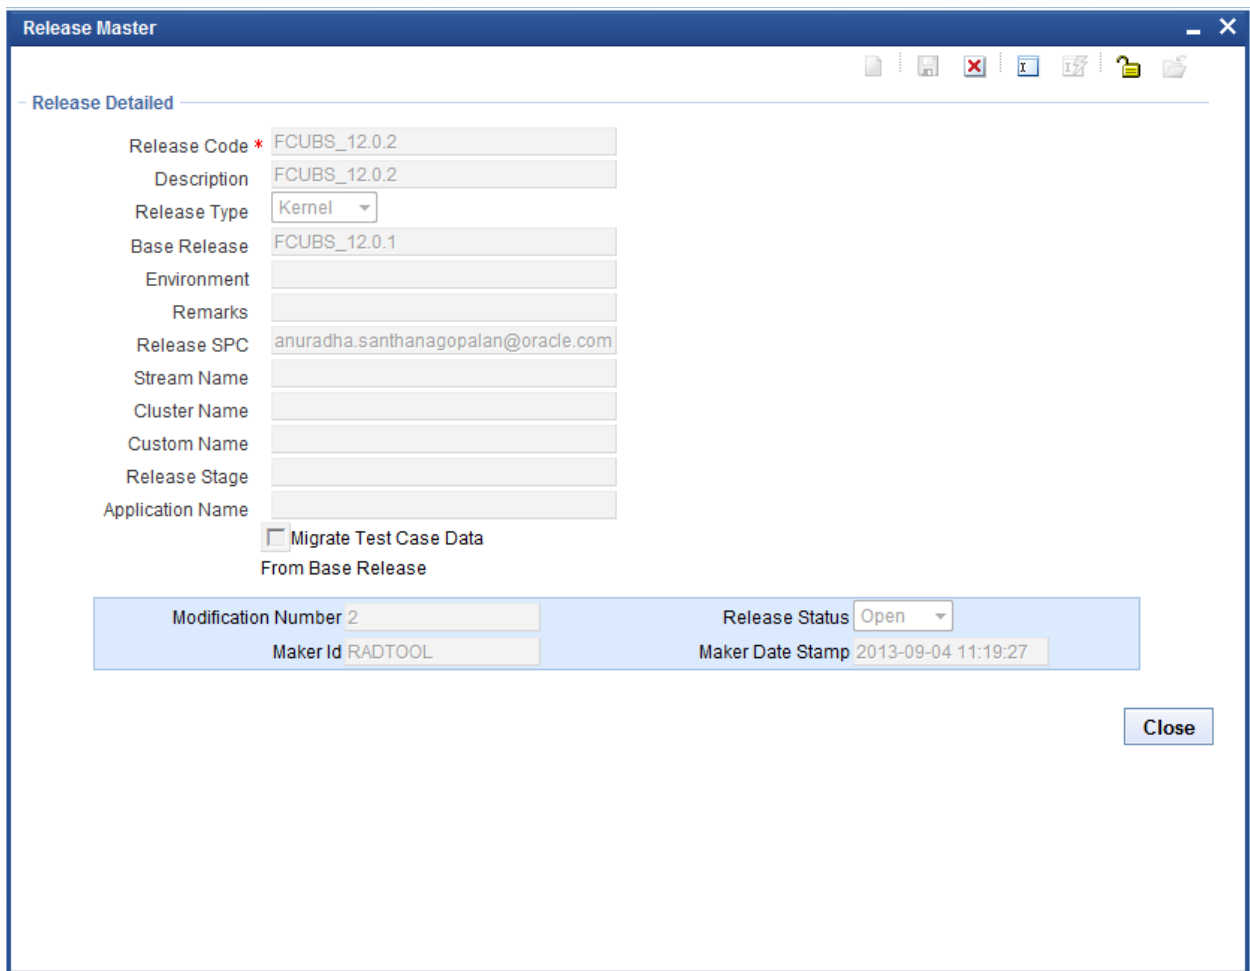 Release Master
Release Detailed
Release Code * FCUBS_12.0.2
Description FCUBS_12.0.2
Release Type Kernel
Base Release FCUBS_12.0.1
Environment
Remarks
Release SPC anuradha.santhanagopalan@oracle.com
Stream Name
Cluster Name
Custom Name
Release Stage
Application Name
Migrate Test Case Data
From Base Release
Modification Number 2 Release Status Open
Maker Id RADTOOL Maker Date Stamp 2013-09-04 11:19:27
Close